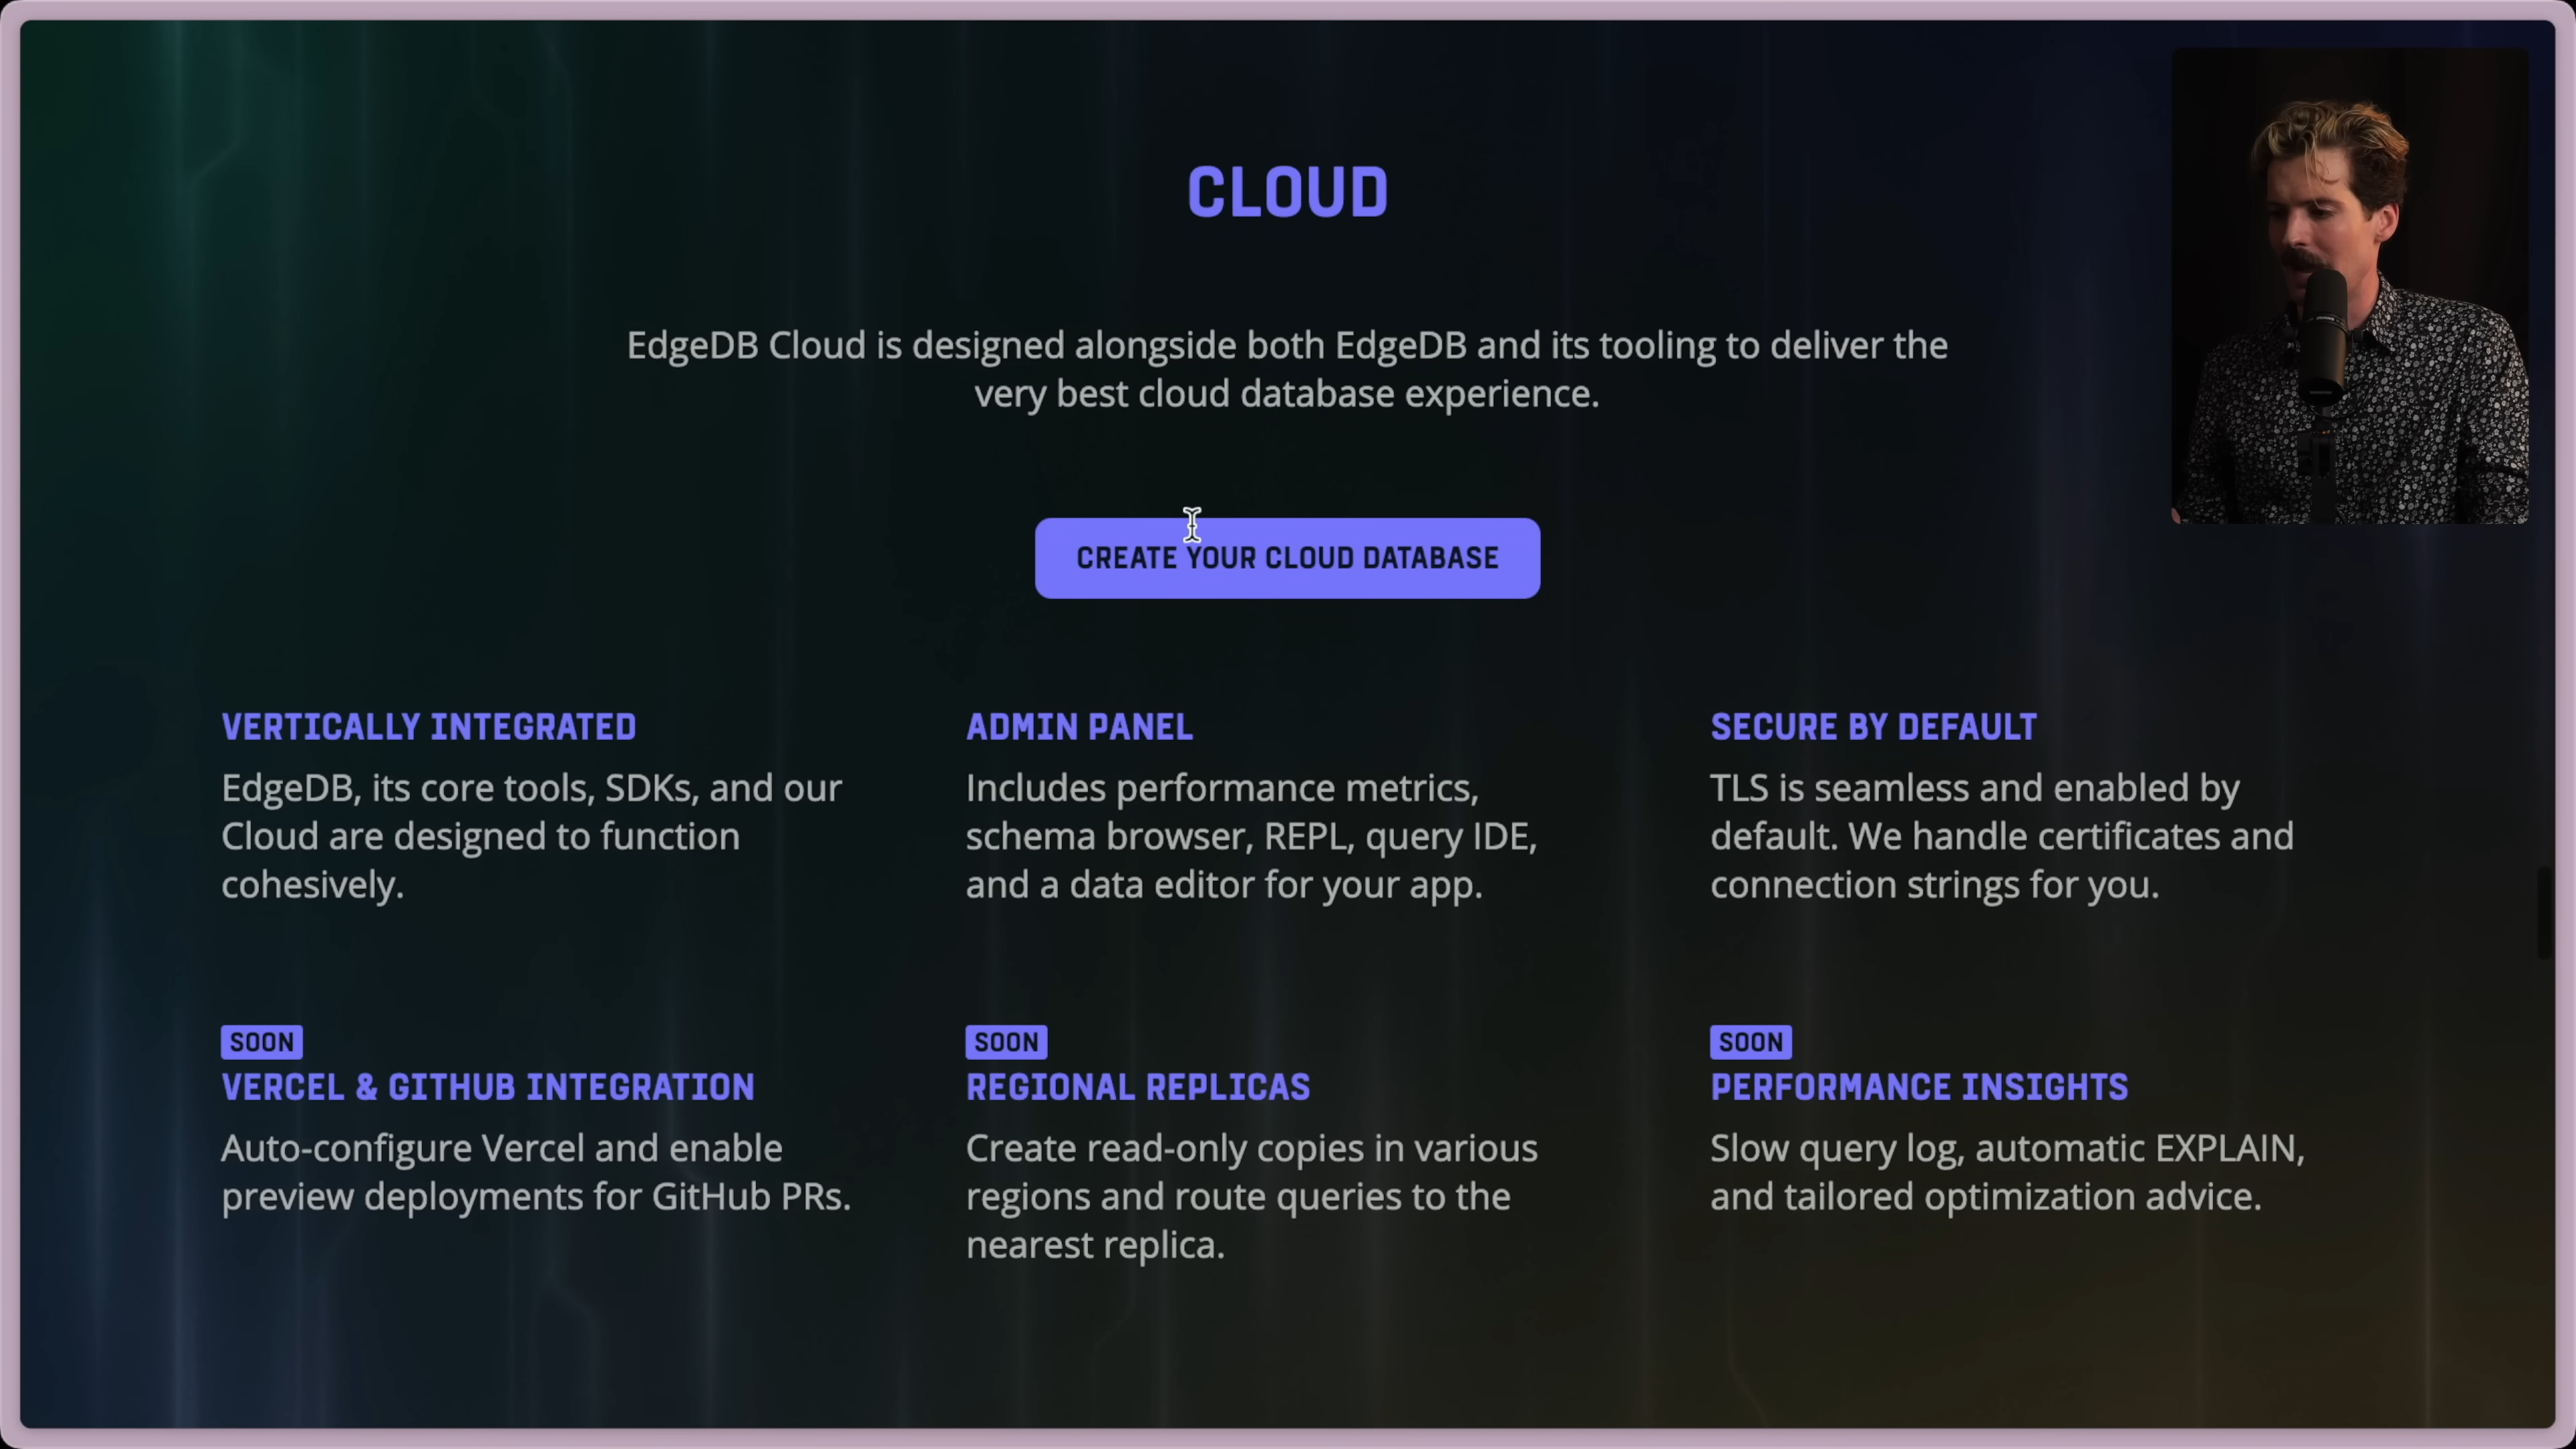 CLOUD
EdgeDB Cloud is designed alongside both EdgeDB and its tooling to deliver the
very best cloud database experience.
CREATE YOUR CLOUD DATABASE
VERTICALLY INTEGRATED
EdgeDB, its core tools, SDKs, and our
Cloud are designed to function
cohesively.
ADMIN PANEL
Includes performance metrics,
schema browser, REPL, query IDE,
and a data editor for your app.
SECURE BY DEFAULT
TLS is seamless and enabled by
default. We handle certificates and
connection strings for you.
SOON
VERCEL & GITHUB INTEGRATION
Auto-configure Vercel and enable
preview deployments for GitHub PRs.
SOON
REGIONAL REPLICAS
Create read-only copies in various
regions and route queries to the
nearest replica.
SOON
PERFORMANCE INSIGHTS
Slow query log, automatic EXPLAIN,
and tailored optimization advice.